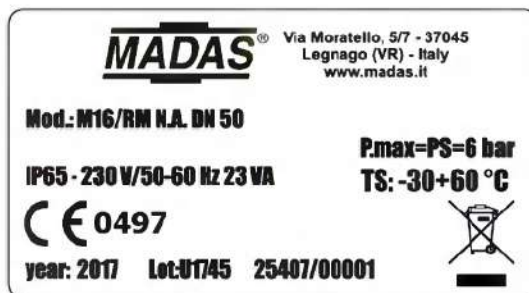 MADAS® Via Moratello, 5/7 - 37045
Legnago (VR) - Italy
www.madas.it
Mod.: M16/RM N.A. DN 50
P.max=PS=6 bar
IP65 - 230 V/50-60 Hz 23 VA
TS: -30+60 °C
CE 0497
year: 2017 Lot:U1745 25407/00001